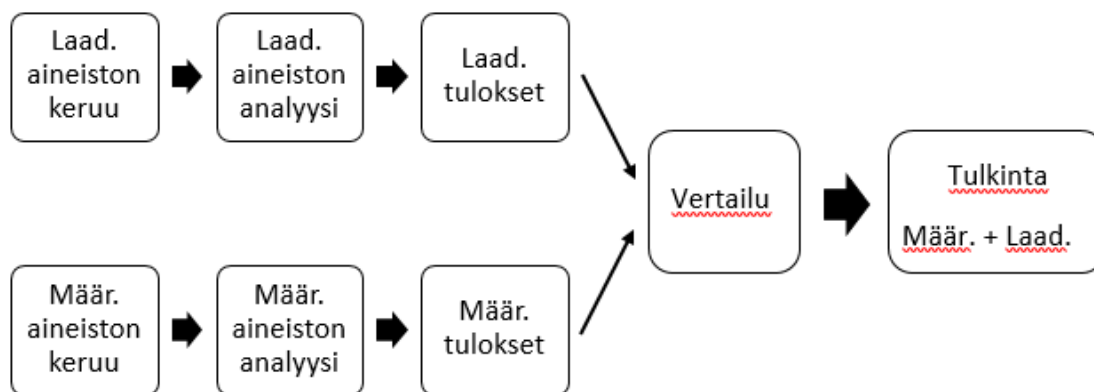 Laad.
aineiston
keruu
Laad.
aineiston
analyysi
Laad.
tulokset
Vertailu
Tulkinta
Määr. + Laad.
Määr.
aineiston
keruu
Määr.
aineiston
analyysi
Määr.
tulokset